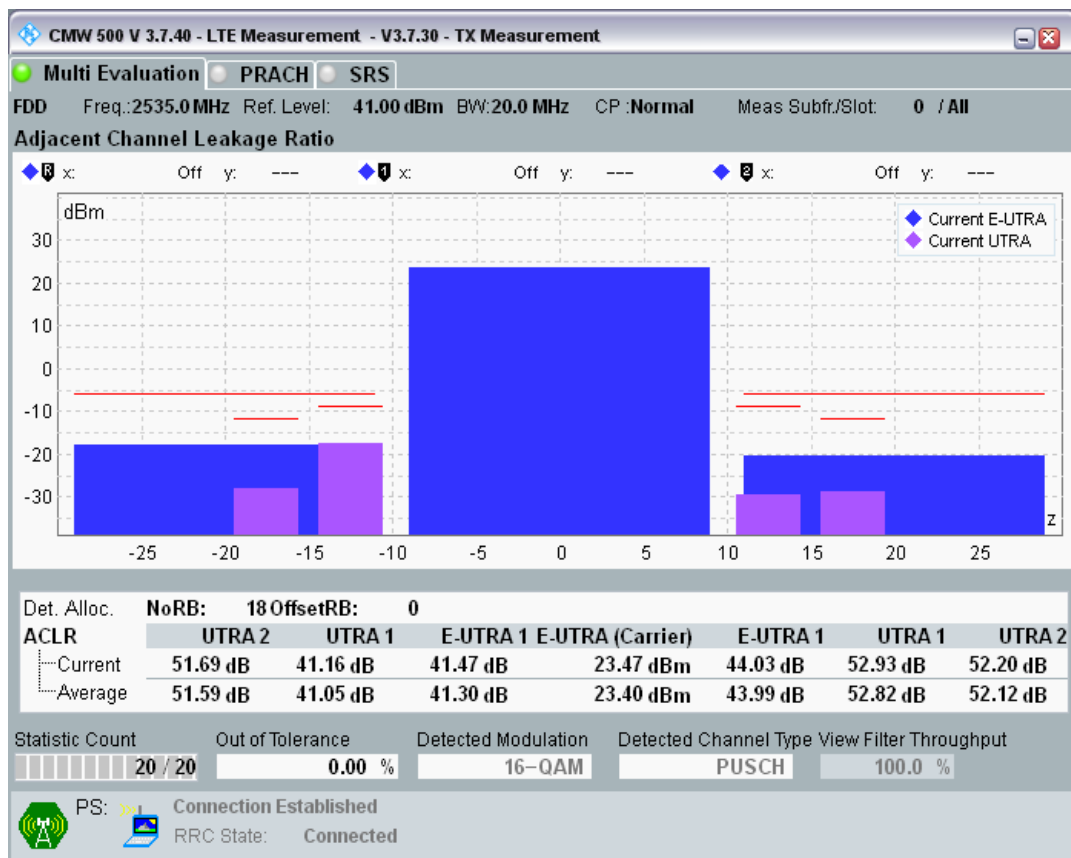 CMW 500 V 3.7.40 - LTE Measurement - V3.7.30 - TX Measurement
Multi Evaluation PRACH SRS
FDD Freq.:2535.0 MHz Ref. Level: 41.00 dBm BW:20.0 MHz CP :Normal Meas Subfr./Slot: 0 / All
Adjacent Channel Leakage Ratio
R x: Off y: --- 1 x: Off y: --- 2 x: Off y: ---
dBm
Current E-UTRA
Current UTRA
30
20
10
0
-10
-20
-30
z
-25 -20 -15 -10 -5 0 5 10 15 20 25
Det. Alloc. NoRB: 18 OffsetRB: 0
ACLR UTRA 2 UTRA 1 E-UTRA 1 E-UTRA (Carrier) E-UTRA 1 UTRA 1 UTRA 2
Current 51.69 dB 41.16 dB 41.47 dB 23.47 dBm 44.03 dB 52.93 dB 52.20 dB
Average 51.59 dB 41.05 dB 41.30 dB 23.40 dBm 43.99 dB 52.82 dB 52.12 dB
Statistic Count Out of Tolerance Detected Modulation Detected Channel Type View Filter Throughput
20 / 20 0.00 % 16-QAM PUSCH 100.0 %
PS: Connection Established
RRC State: Connected